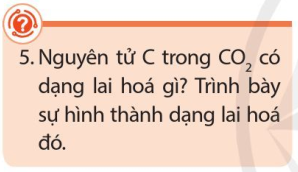 5. Nguyên tử C trong CO₂ có
dạng lai hoá gì? Trình bày
sự hình thành dạng lai hoá
đó.